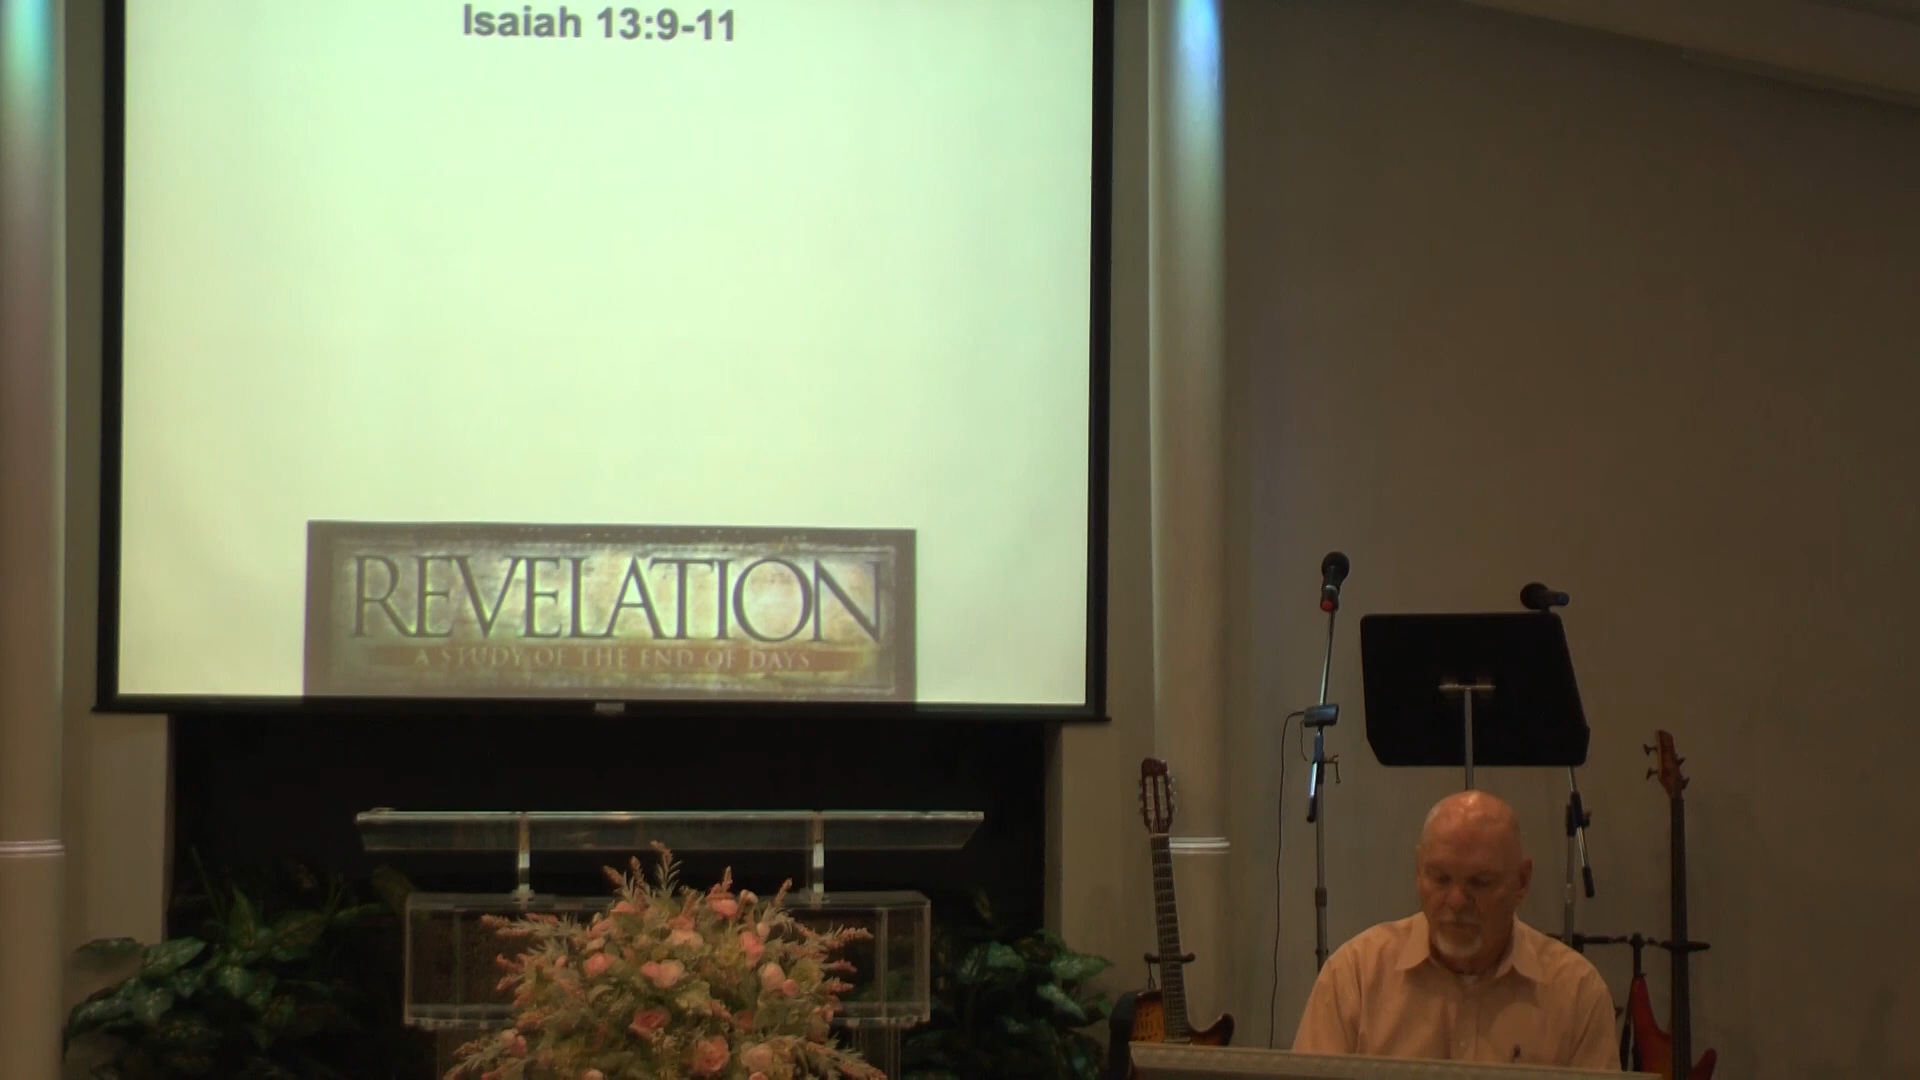 Isaiah 13:9-11
REVELATION
A STUDY OF THE END OF DAYS